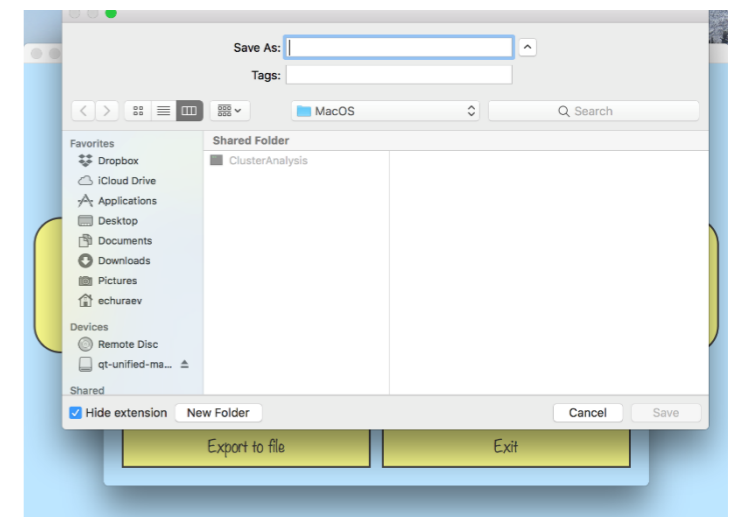 Save As:
Tags:
MacOS
Search
Favorites
Shared Folder
Dropbox
ClusterAnalysis
iCloud Drive
Applications
Desktop
Documents
Downloads
Pictures
echuraev
Devices
Remote Disc
qt-unified-ma...
Shared
Hide extension New Folder Cancel Save
Export to file Exit